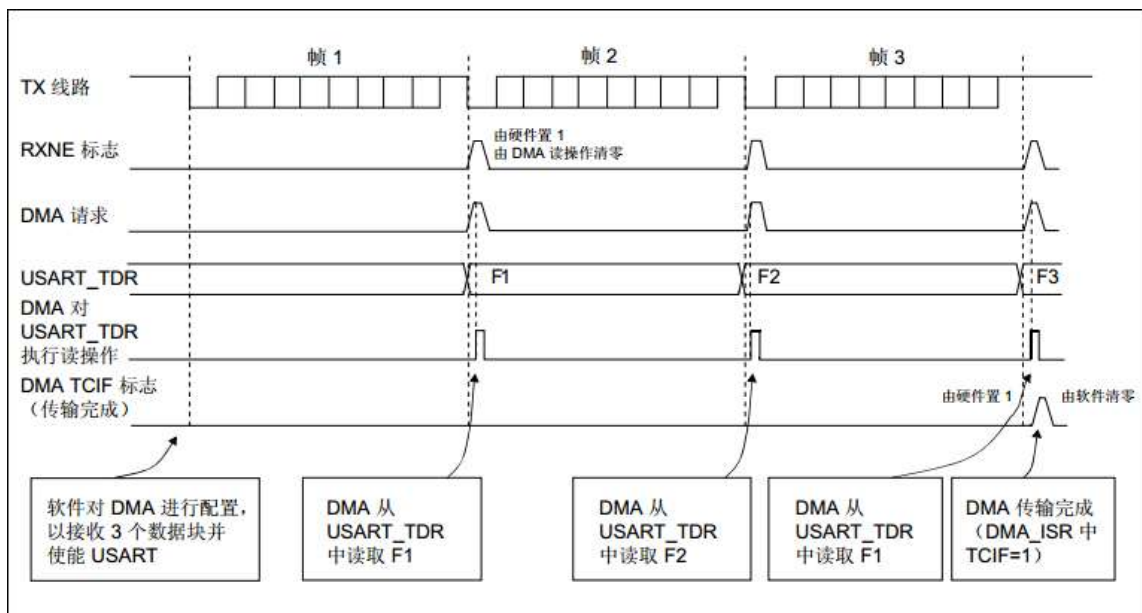 帧 1
帧 2
帧 3
TX 线路
RXNE 标志
由硬件置 1
由 DMA 读操作清零
DMA 请求
USART_TDR
F1
F2
F3
DMA 对
USART_TDR
执行读操作
DMA TCIF 标志
（传输完成）
由硬件置 1
由软件清零
软件对 DMA 进行配置，
以接收 3 个数据块并
使能 USART
DMA 从
USART_TDR
中读取 F1
DMA 从
USART_TDR
中读取 F2
DMA 从
USART_TDR
中读取 F1
DMA 传输完成
（DMA_ISR 中
TCIF=1）